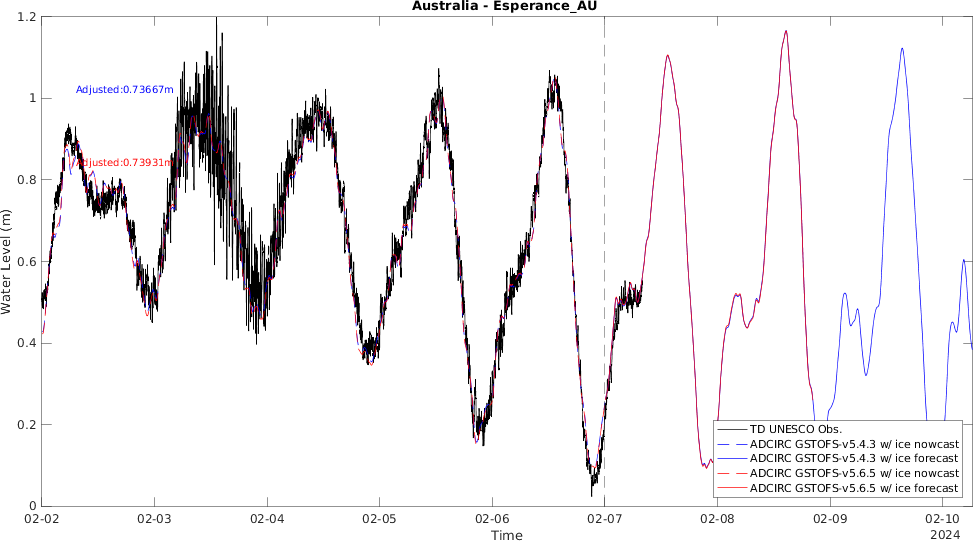 Australia - Esperance_AU
1.2
1
0.8
0.6
0.4
0.2
0
Water Level (m)
Adjusted:0.73667m
Adjusted:0.73931m
TD UNESCO Obs.
ADCIRC GSTOFS-v5.4.3 w/ ice nowcast
ADCIRC GSTOFS-v5.4.3 w/ ice forecast
ADCIRC GSTOFS-v5.6.5 w/ ice nowcast
ADCIRC GSTOFS-v5.6.5 w/ ice forecast
02-02 02-03 02-04 02-05 02-06 02-07 02-08 02-09 02-10
Time
2024